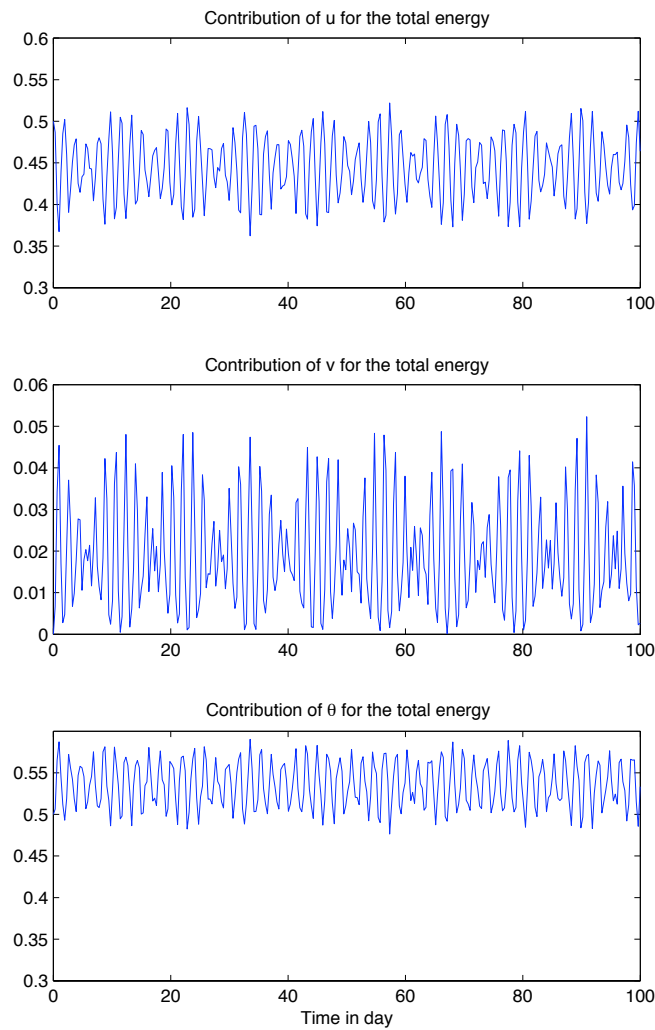 Contribution of u for the total energy
0.6
0.55
0.5
0.45
0.4
0.35
0.3
0 20 40 60 80 100
Contribution of v for the total energy
0.06
0.05
0.04
0.03
0.02
0.01
0
0 20 40 60 80 100
Contribution of θ for the total energy
0.55
0.5
0.45
0.4
0.35
0.3
0 20 40 60 80 100
Time in day